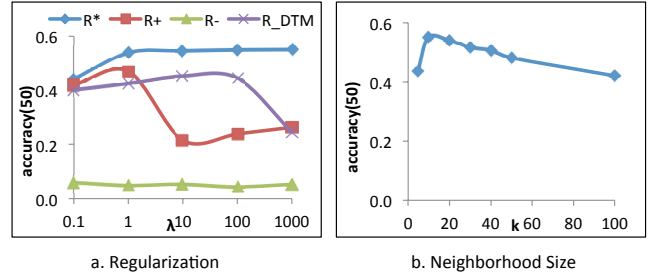 R* R+ R- R_DTM
accuracy(50)
0.6
0.4
0.2
0.0
0.1 1 10 100 1000
λ
a. Regularization
accuracy(50)
0.6
0.4
0.2
0.0
0 20 40 60 80 100
k
b. Neighborhood Size